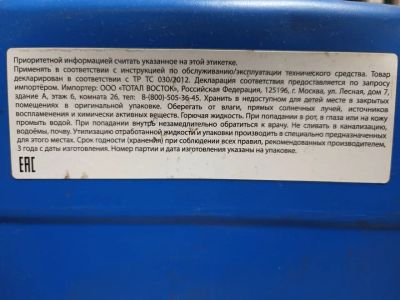 Приоритетной информацией считать указанное на этой этикетке.
Применять в соответствии с инструкцией по обслуживанию/эксплуатации технического средства. Товар
декларирован в соответствии с ТР ТС 030/2012. Декларация соответствия предоставляется по запросу
импортёром. Импортер: ООО «ТОТАЛ ВОСТОК», Российская Федерация, 125196, г. Москва, ул. Лесная, дом 7,
здание А, этаж 6, комната 26, тел: 8-(800)-505-36-45. Хранить в недоступном для детей месте в закрытых
помещениях в оригинальной упаковке. Оберегать от влаги, прямых солнечных лучей, источников
воспламенения и химически активных веществ. Горючая жидкость. При попадании в рот, в глаза или на кожу
промыть водой. При попадании внутрь незамедлительно обратиться к врачу. Не сливать в канализацию,
водоёмы, почву. Утилизацию отработанной жидкости и упаковки производить в специально предназначенных
для этого местах. Срок годности (хранения) при соблюдении всех правил, рекомендованных производителем,
3 года с даты изготовления. Номер партии и дата изготовления указаны на упаковке.
ЕАС